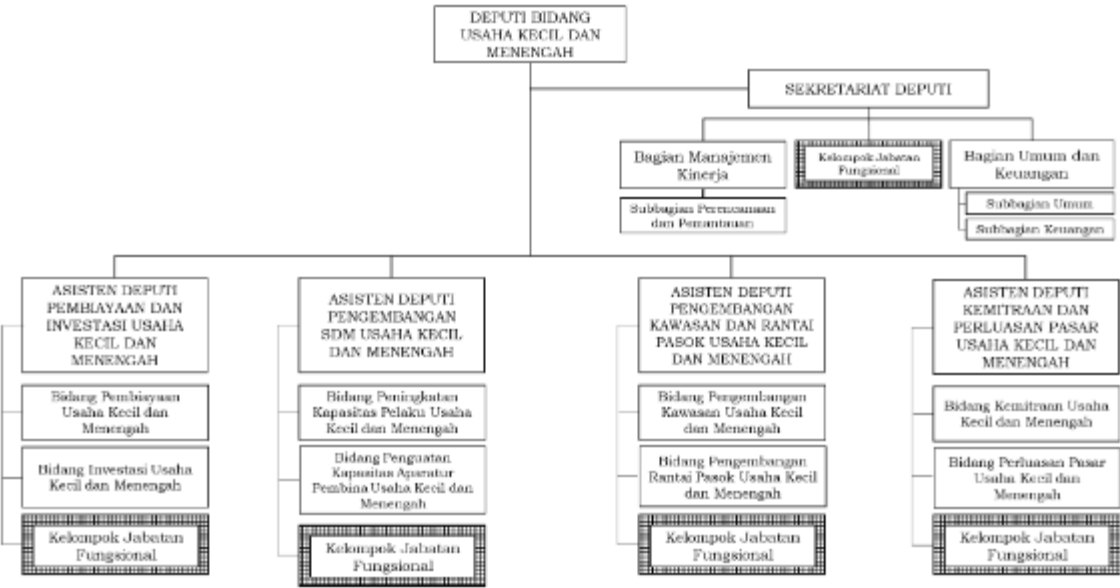 DEPUTI BIDANG
USAHA KECIL DAN
MENENGAH
SEKRETARIAT DEPUTI
Bagian Manajemen
Kinerja
Kelompok Jabatan
Fungsional
Bagian Umum dan
Keuangan
Subbagian Perencanaan
dan Pemantauan
Subbagian Umum
Subbagian Keuangan
ASISTEN DEPUTI
PEMBIAYAAN DAN
INVESTASI USAHA
KECIL DAN
MENENGAH
Bidang Pembiayaan
Usaha Kecil dan
Menengah
Bidang Investasi Usaha
Kecil dan Menengah
Kelompok Jabatan
Fungsional
ASISTEN DEPUTI
PENGEMBANGAN
SDM USAHA KECIL
DAN MENENGAH
Bidang Peningkatan
Kapasitas Pelaku Usaha
Kecil dan Menengah
Bidang Penguatan
Kapasitas Aparatur
Pembina Usaha Kecil dan
Menengah
Kelompok Jabatan
Fungsional
ASISTEN DEPUTI
PENGEMBANGAN
KAWASAN DAN RANTAI
PASOK USAHA KECIL
DAN MENENGAH
Bidang Pengembangan
Kawasan Usaha Kecil
dan Menengah
Bidang Pengembangan
Rantai Pasok Usaha Kecil
dan Menengah
Kelompok Jabatan
Fungsional
ASISTEN DEPUTI
KEMITRAAN DAN
PERLUASAN PASAR
USAHA KECIL DAN
MENENGAH
Bidang Kemitraan Usaha
Kecil dan Menengah
Bidang Perluasan Pasar
Usaha Kecil dan
Menengah
Kelompok Jabatan
Fungsional